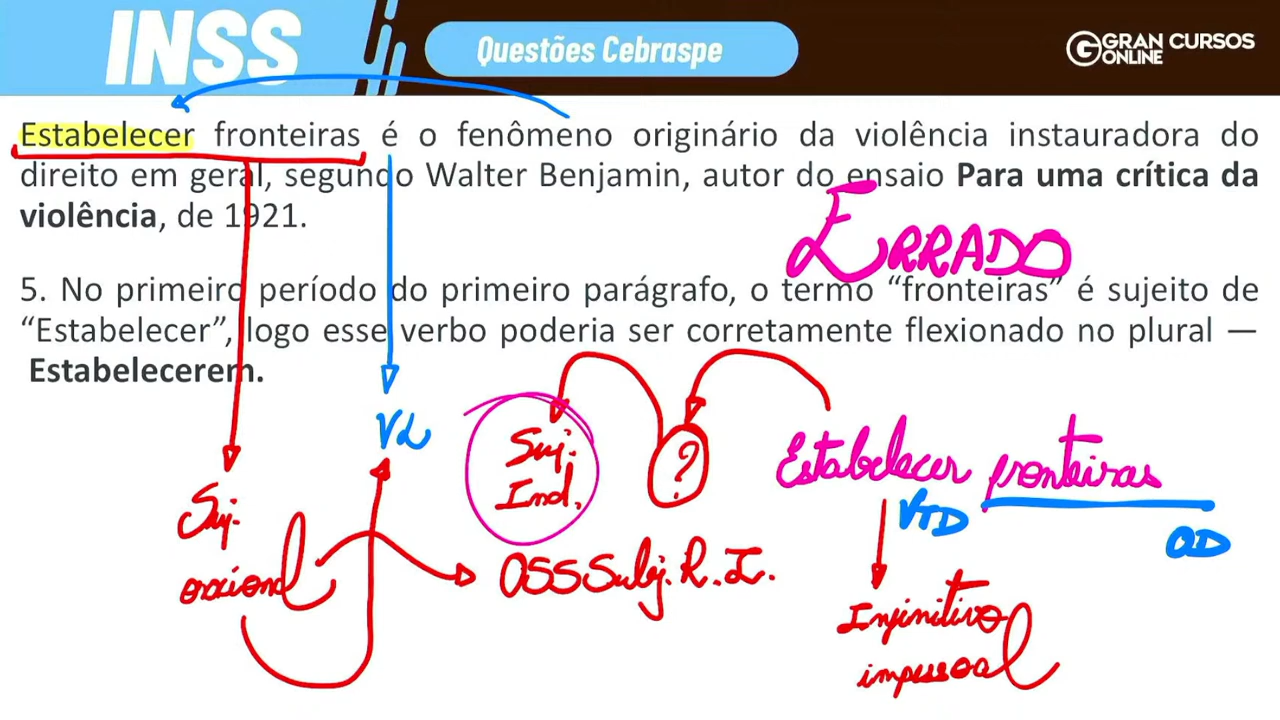 INSS
Questões Cebraspe
GRAN CURSOS
ONLINE
Estabelecer fronteiras é o fenômeno originário da violência instauradora do
direito em geral, segundo Walter Benjamin, autor do ensaio Para uma crítica da
violência, de 1921.
ERRADO
5. No primeiro período do primeiro parágrafo, o termo “fronteiras” é sujeito de
“Estabelecer”, logo esse verbo poderia ser corretamente flexionado no plural —
Estabelecerem.
VL
Suj.
Ind.
?
Estabelecer fronteiras
VTD
OD
Suj.
oracional
OSSSubj. R. I.
Infinitivo
impessoal